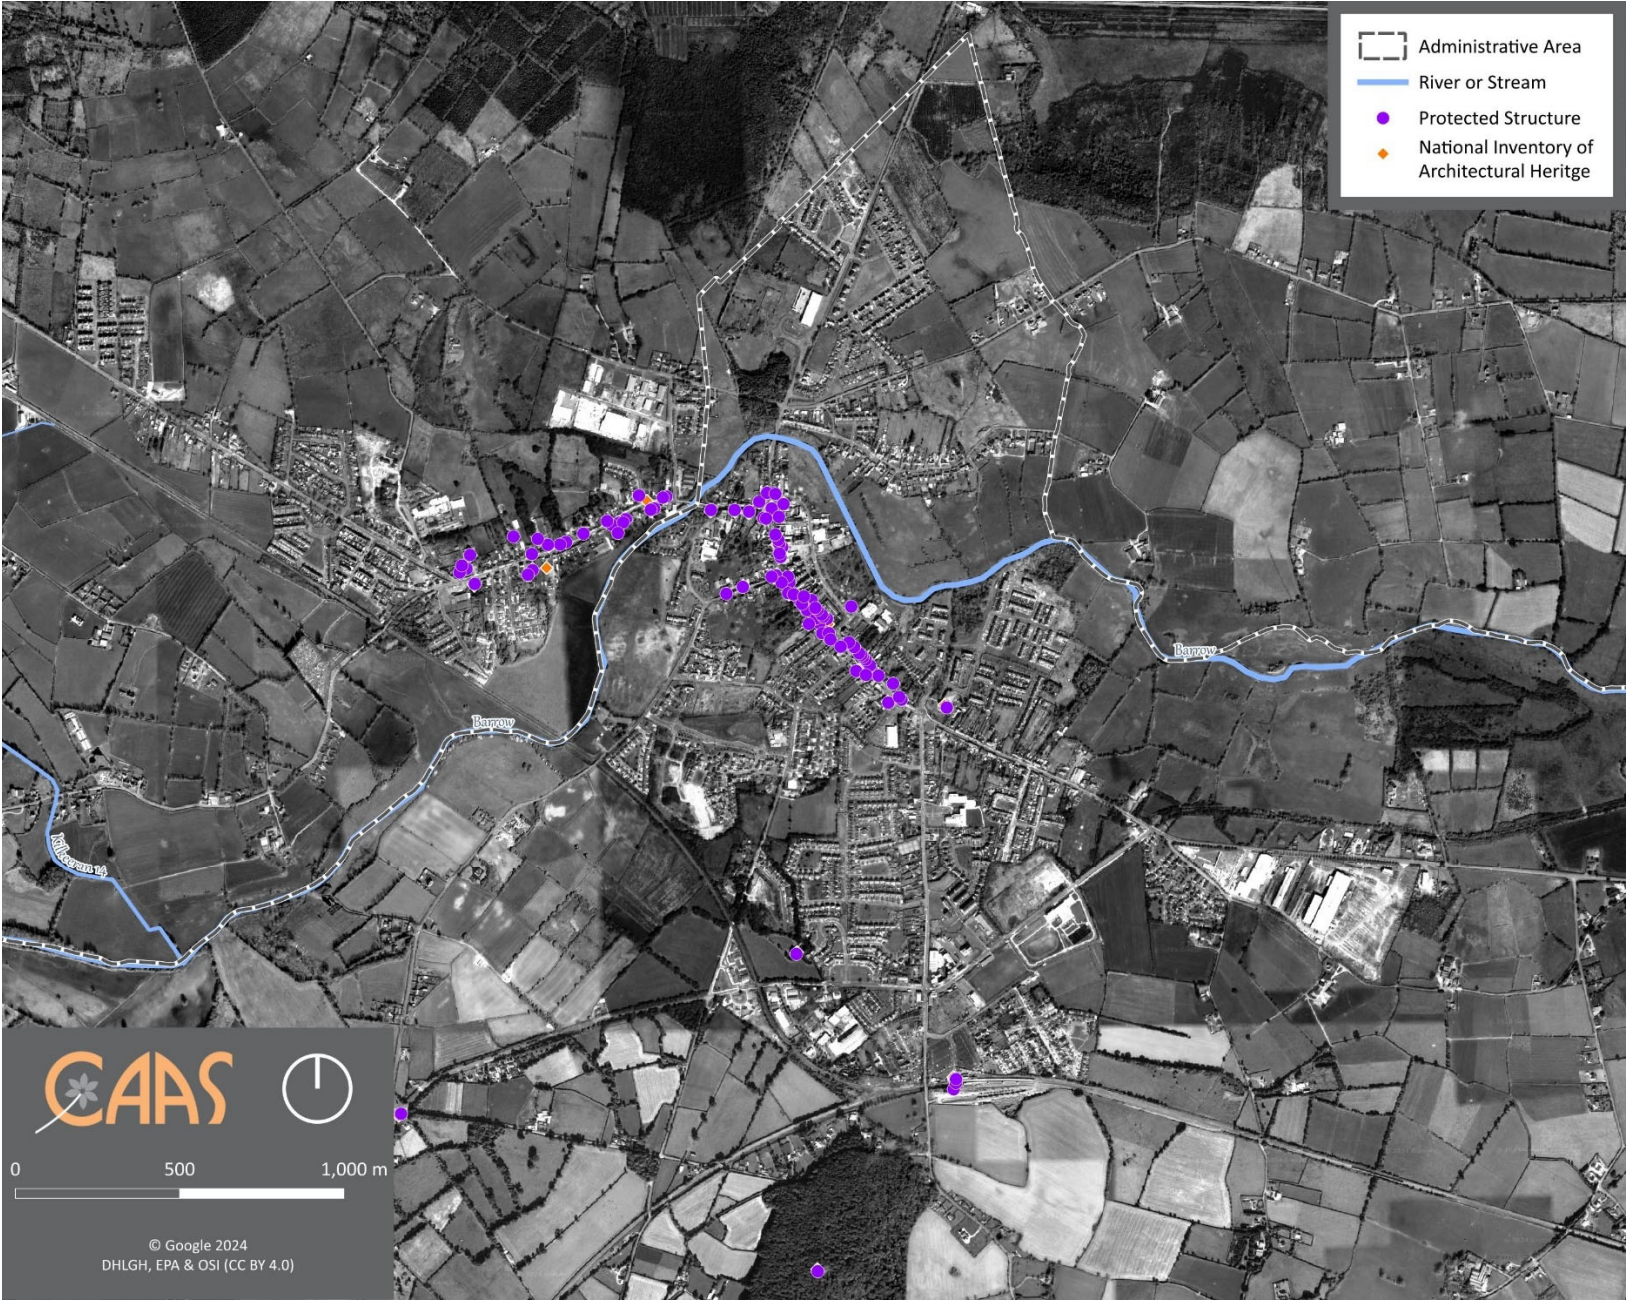 Administrative Area
River or Stream
Protected Structure
National Inventory of
Architectural Heritge
Barrow
Barrow
Kilcoran 14
CAAS
0 500 1,000 m
© Google 2024
DHLGH, EPA & OSI (CC BY 4.0)